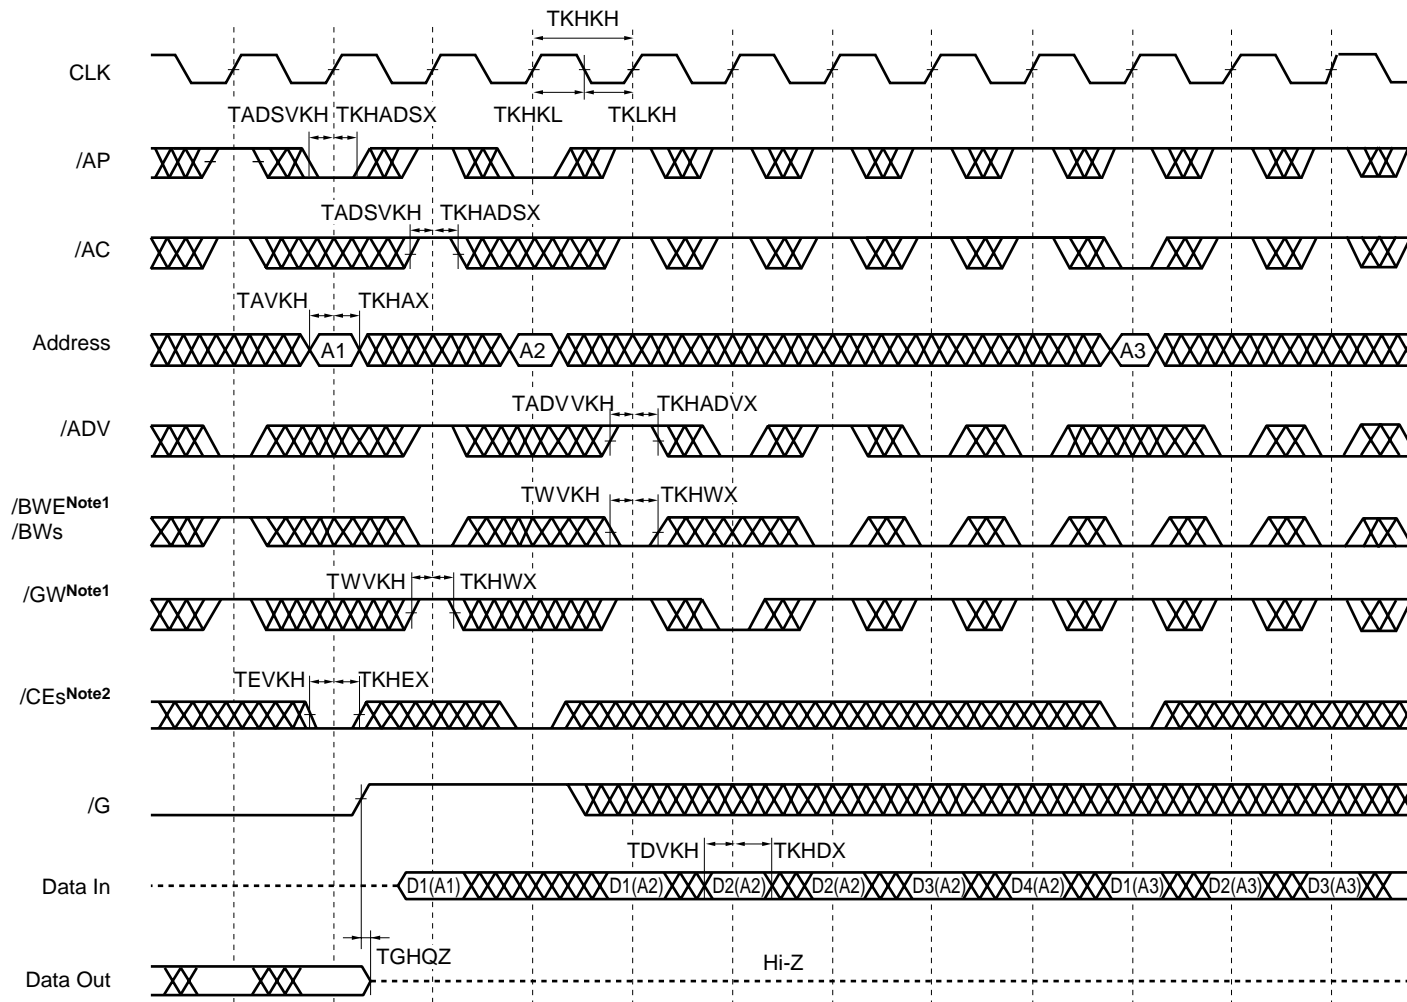 TKHKH
CLK
TADSVKH TKHADSX TKHKL TKLKH
/AP
TADSVKH TKHADSX
/AC
TAVKH TKHAX
Address A1 A2 A3
TADVVKH TKHADVX
/ADV
TWVKH TKHWX
/BWENote1
/BWs
TWVKH TKHWX
/GWNote1
TEVKH TKHEX
/CEsNote2
/G
TDVKH TKHDX
Data In D1(A1) D1(A2) D2(A2) D2(A2) D3(A2) D4(A2) D1(A3) D2(A3) D3(A3)
TGHQZ
Data Out Hi-Z